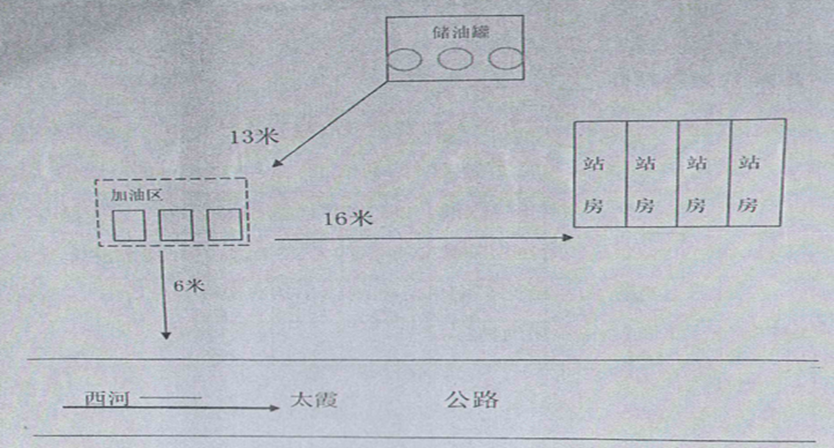 储油罐
13米
站房 站房 站房 站房
加油区
16米
6米
西河 —— 太霞 公路